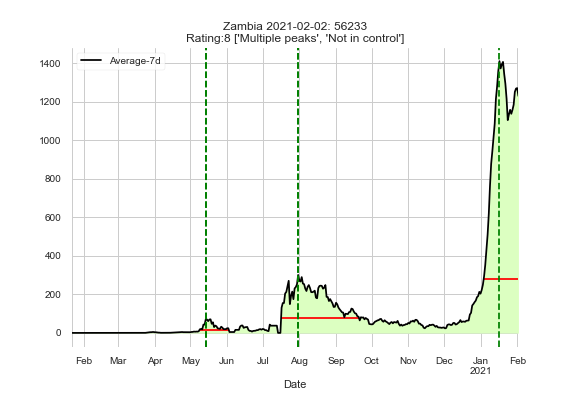 Zambia 2021-02-02: 56233
Rating:8 ['Multiple peaks', 'Not in control']
Average-7d
1400
1200
1000
800
600
400
200
0
Feb Mar Apr May Jun Jul Aug Sep Oct Nov Dec Jan Feb
2021
Date